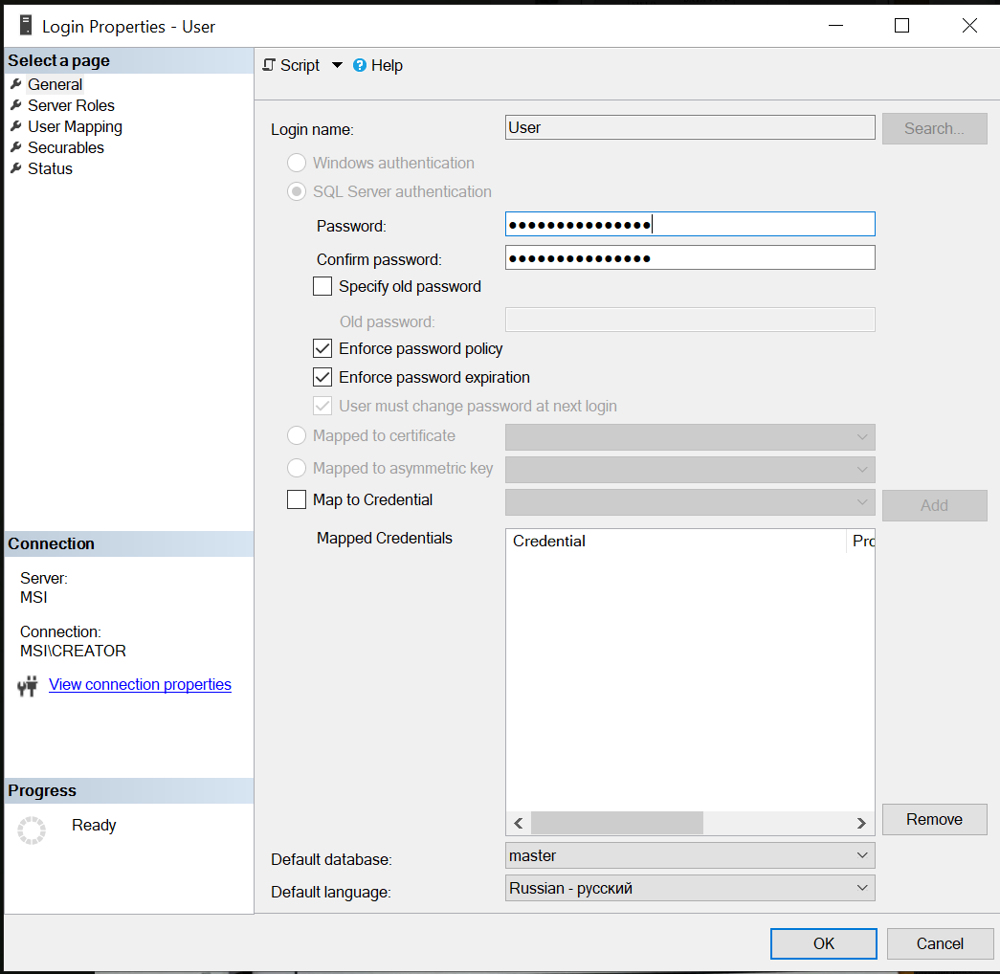 Login Properties - User
Select a page
General
Server Roles
User Mapping
Securables
Status
Script
Help
Login name:
User
Search...
Windows authentication
SQL Server authentication
Password:
●●●●●●●●●●●●●●●
Confirm password:
●●●●●●●●●●●●●●●
Specify old password
Old password:
Enforce password policy
Enforce password expiration
User must change password at next login
Mapped to certificate
Mapped to asymmetric key
Map to Credential
Add
Mapped Credentials
Credential
Pro
Remove
Default database:
master
Default language:
Russian - русский
Connection
Server:
MSI
Connection:
MSI\CREATOR
View connection properties
Progress
Ready
OK
Cancel